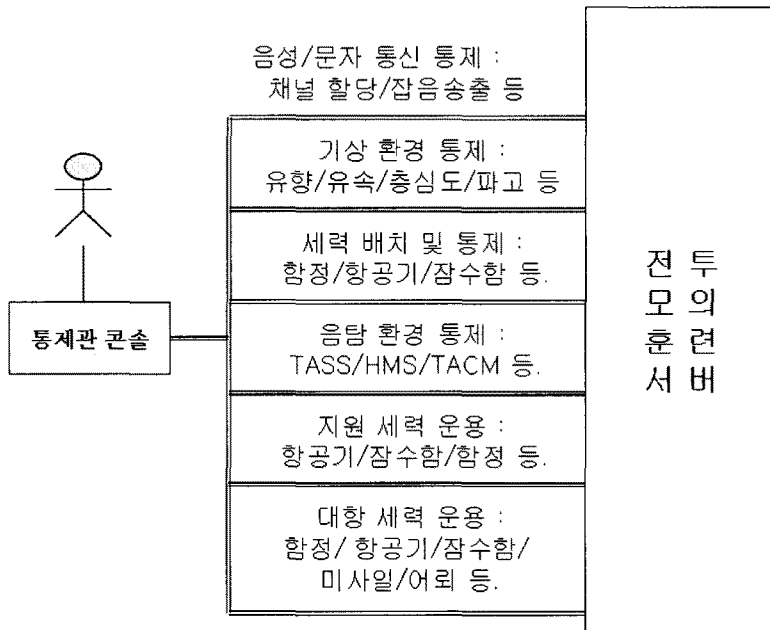 음성/문자 통신 통제 :
채널 할당/잡음송출 등
기상 환경 통제 :
유향/유속/층심도/파고 등
세력 배치 및 통제 :
함정/항공기/잠수함 등.
통제관 콘솔
음탐 환경 통제 :
TASS/HMS/TACM 등.
지원 세력 운용 :
항공기/잠수함/함정 등.
대항 세력 운용 :
함정/ 항공기/잠수함/
미사일/어뢰 등.
전 투
모 의
훈 련
서 버